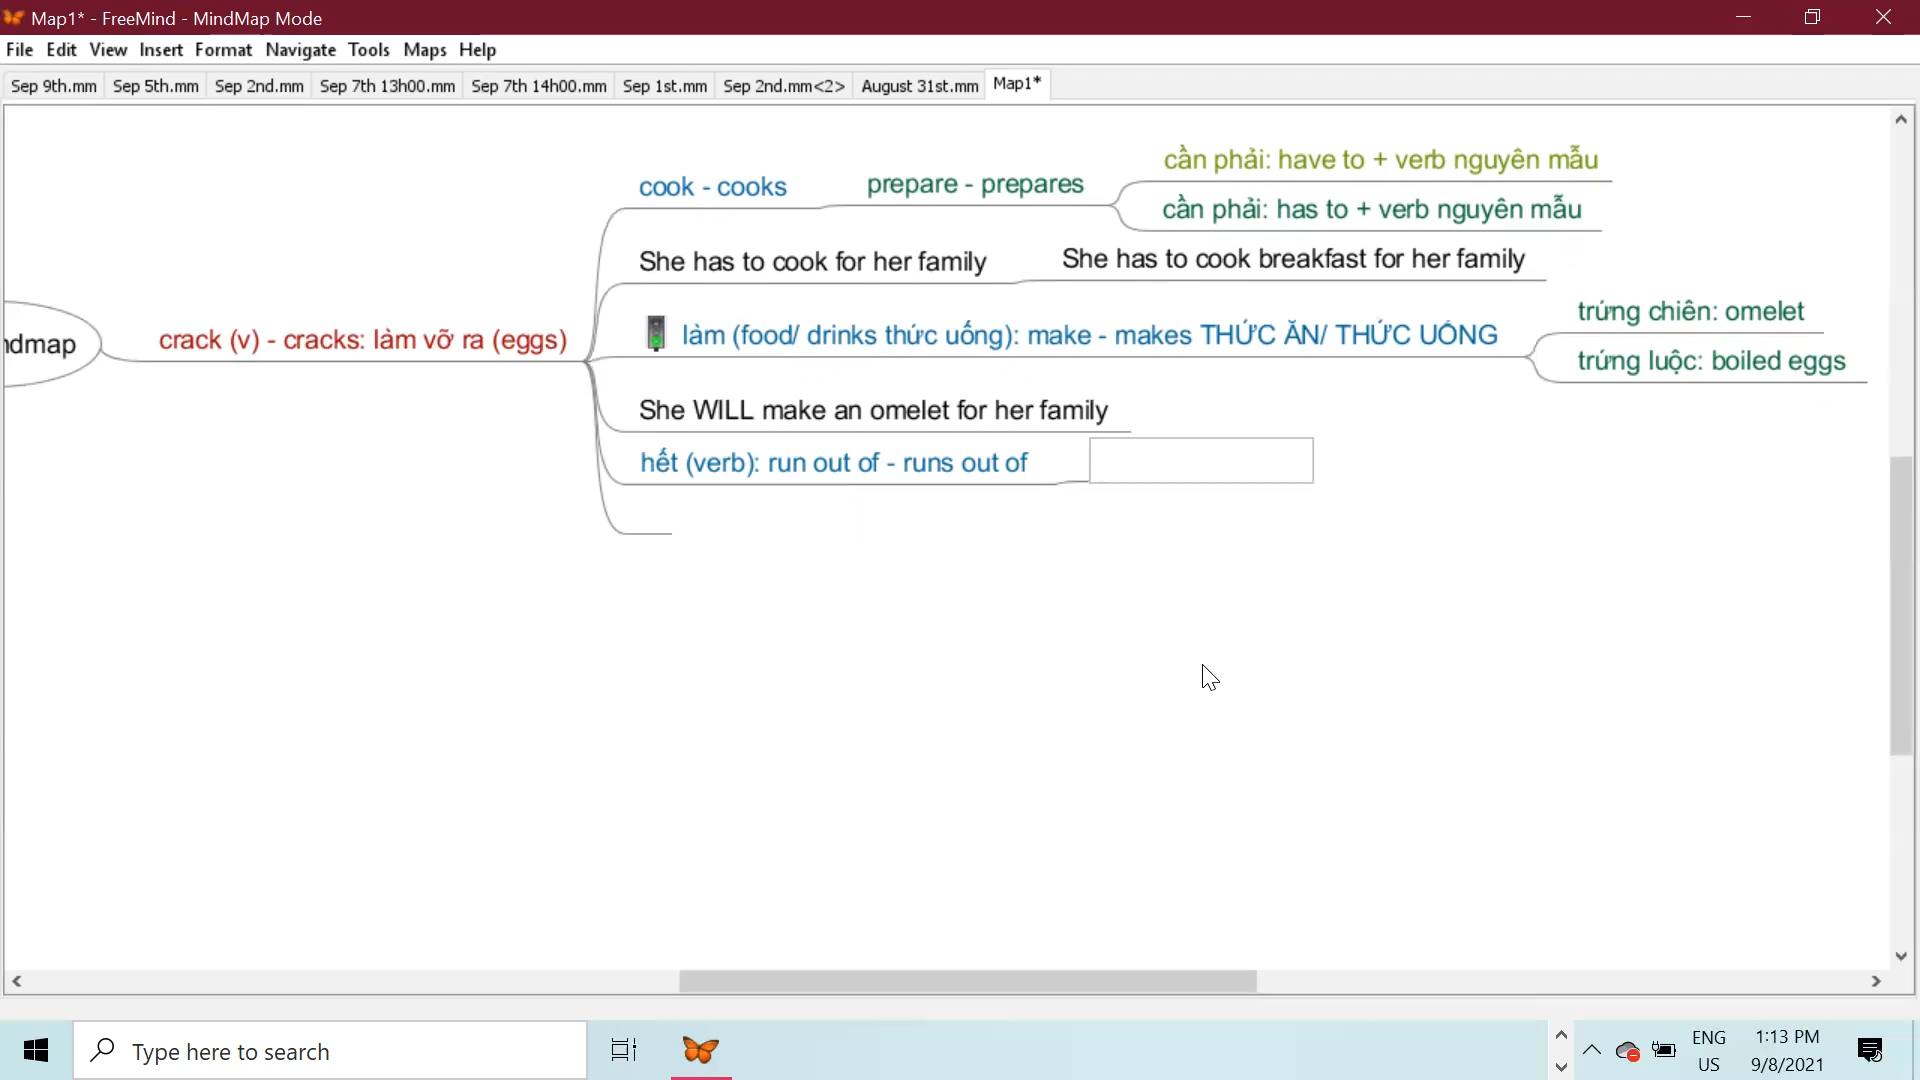 Map1* - FreeMind - MindMap Mode
File Edit View Insert Format Navigate Tools Maps Help
Sep 9th.mm Sep 5th.mm Sep 2nd.mm Sep 7th 13h00.mm Sep 7th 14h00.mm Sep 1st.mm Sep 2nd.mm<2> August 31st.mm Map1*
cook - cooks
prepare - prepares
cần phải: have to + verb nguyên mẫu
cần phải: has to + verb nguyên mẫu
She has to cook for her family
She has to cook breakfast for her family
ndmap
crack (v) - cracks: làm vỡ ra (eggs)
làm (food/ drinks thức uống): make - makes THỨC ĂN/ THỨC UỐNG
trứng chiên: omelet
trứng luộc: boiled eggs
She WILL make an omelet for her family
hết (verb): run out of - runs out of
Type here to search
ENG
US
1:13 PM
9/8/2021